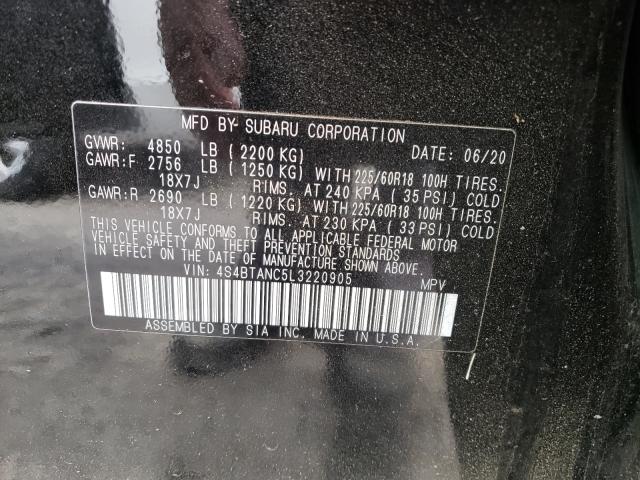 MFD BY SUBARU CORPORATION
GVWR: 4850 LB ( 2200 KG) DATE: 06/20
GAWR:F 2756 LB ( 1250 KG) WITH 225/60R18 100H TIRES.
18X7J RIMS. AT 240 KPA ( 35 PSI) COLD
GAWR:R 2690 LB ( 1220 KG) WITH 225/60R18 100H TIRES.
18X7J RIMS. AT 230 KPA ( 33 PSI) COLD
THIS VEHICLE CONFORMS TO ALL APPLICABLE FEDERAL MOTOR
VEHICLE SAFETY AND THEFT PREVENTION STANDARDS
IN EFFECT ON THE DATE OF MANUFACTURE SHOWN ABOVE.
VIN: 4S4BTANC5L3220905 MPV
ASSEMBLED BY SIA INC. MADE IN U.S.A.